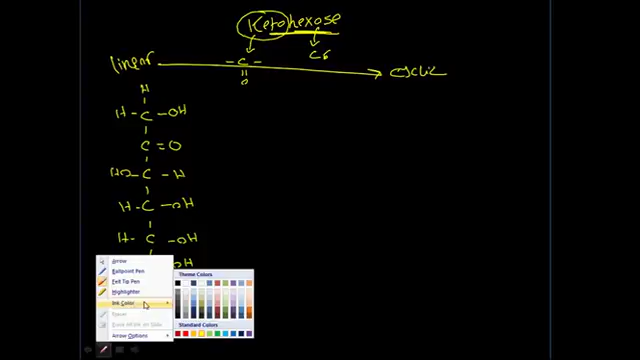 Ketohexose
linear - C - C6 cyclic
=
O
H
H - C - OH
C = O
HO - C - H
H - C - OH
H - C - OH
OH
Arrow
Ballpoint Pen
Felt Tip Pen
Highlighter
Ink Color
Eraser
Erase All Ink on Slide
Arrow Options
Theme Colors
Standard Colors